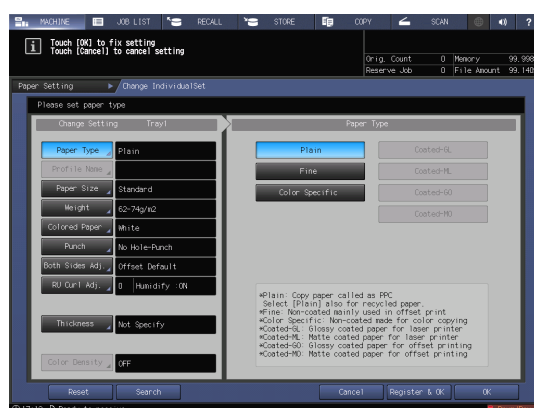 MACHINE JOB LIST RECALL STORE COPY SCAN ?
Touch [OK] to fix setting
Touch [Cancel] to cancel setting
Orig. Count 0 Memory 99.998
Reserve Job 0 File Amount 99.140
Paper Setting Change IndividualSet
Please set paper type
Change Setting Tray1
Paper Type
Paper Type Plain
Profile Name
Paper Size Standard
Weight 62-74g/m2
Colored Paper White
Punch No Hole-Punch
Both Sides Adj. Offset Default
RU Curl Adj. 0 Humidify :ON
Thickness Not Specify
Color Density OFF
Plain Coated-GL
Fine Coated-ML
Color Specific Coated-GO
Coated-MO
*Plain: Copy paper called as PPC
Select [Plain] also for recycled paper.
*Fine: Non-coated mainly used in offset print
*Color Specific: Non-coated made for color copying
*Coated-GL: Glossy coated paper for laser printer
*Coated-ML: Matte coated paper for laser printer
*Coated-GO: Glossy coated paper for offset printing
*Coated-MO: Matte coated paper for offset printing
Reset Search Cancel Register & OK OK